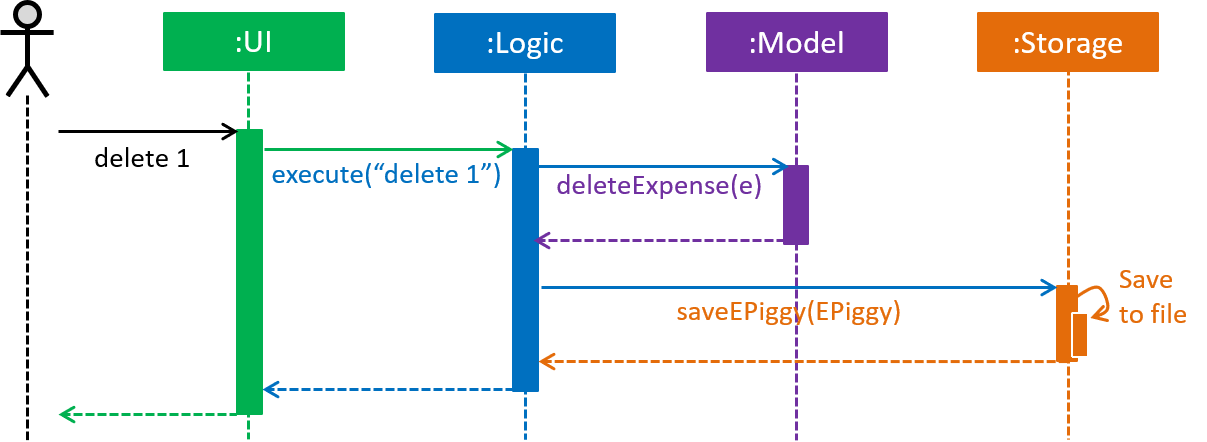 :UI
:Logic
:Model
:Storage
delete 1
execute(“delete 1”)
deleteExpense(e)
saveEPiggy(EPiggy)
Save
to file